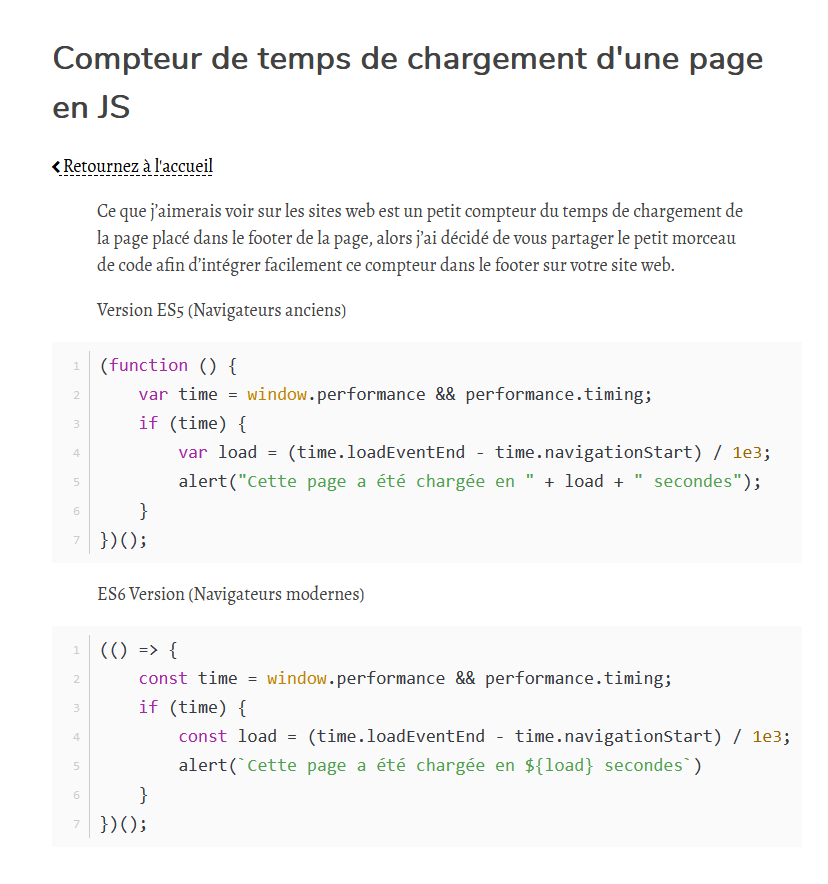 Compteur de temps de chargement d'une page
en JS
Retournez à l'accueil
Ce que j’aimerais voir sur les sites web est un petit compteur du temps de chargement de
la page placé dans le footer de la page, alors j’ai décidé de vous partager le petit morceau
de code afin d’intégrer facilement ce compteur dans le footer sur votre site web.
Version ES5 (Navigateurs anciens)
1 (function () {
2     var time = window.performance && performance.timing;
3     if (time) {
4         var load = (time.loadEventEnd - time.navigationStart) / 1e3;
5         alert("Cette page a été chargée en " + load + " secondes");
6     }
7 })();
ES6 Version (Navigateurs modernes)
1 (() => {
2     const time = window.performance && performance.timing;
3     if (time) {
4         const load = (time.loadEventEnd - time.navigationStart) / 1e3;
5         alert(`Cette page a été chargée en ${load} secondes`)
6     }
7 })();